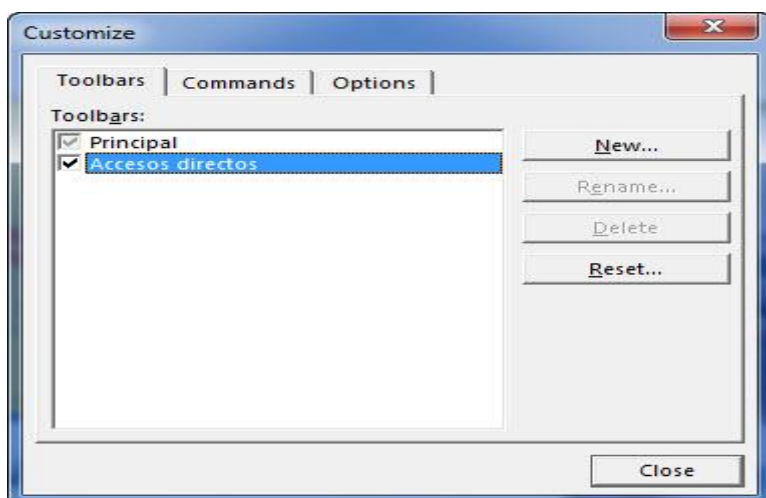 Customize
Toolbars Commands Options
Toolbars:
Principal
Accesos directos
New...
Rename...
Delete
Reset...
Close